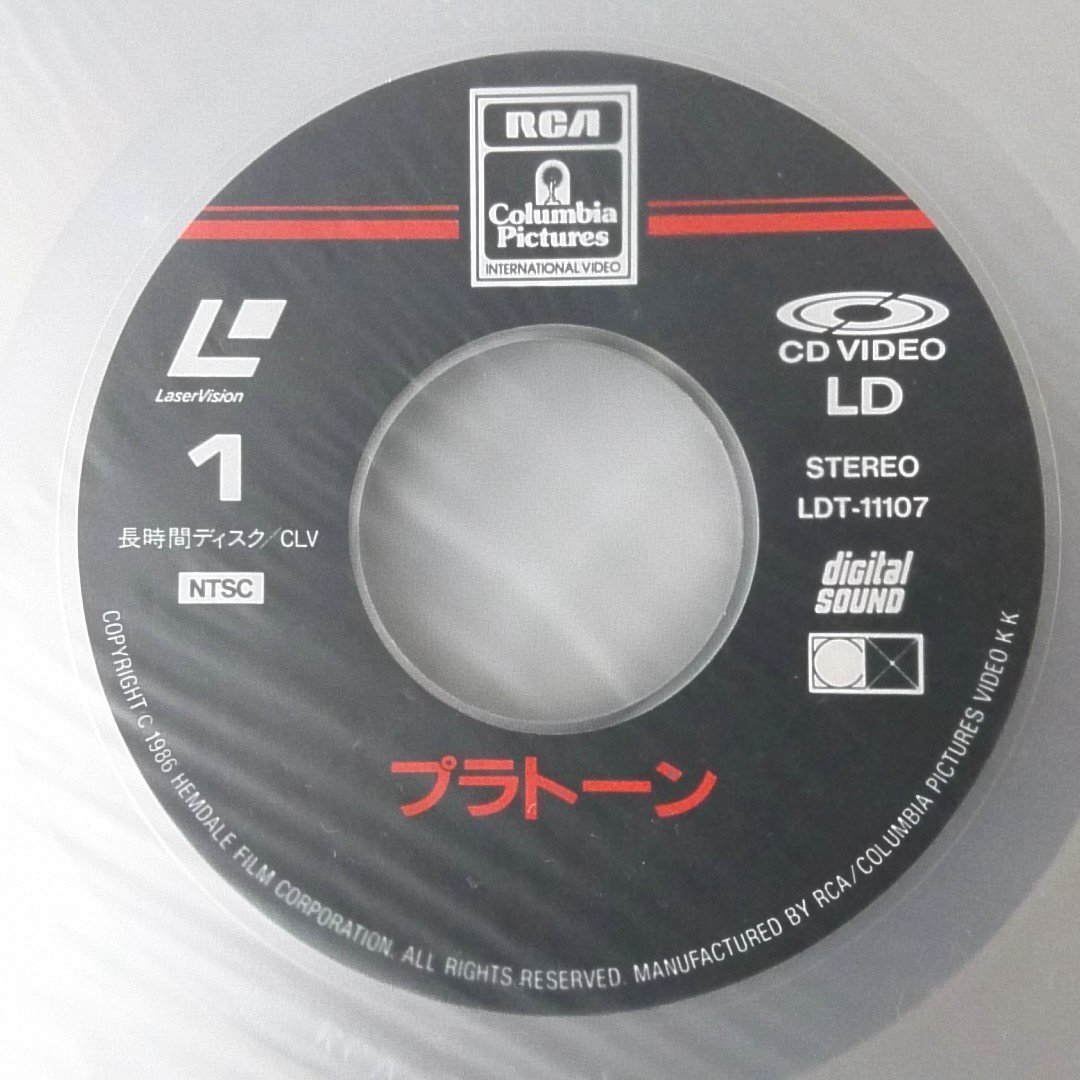 RCA
Columbia
Pictures
INTERNATIONAL VIDEO
LaserVision
1
長時間ディスク/CLV
NTSC
CD VIDEO
LD
STEREO
LDT-11107
digital
SOUND
プラトーン
COPYRIGHT C 1986 HEMDALE FILM CORPORATION. ALL RIGHTS RESERVED. MANUFACTURED BY RCA/COLUMBIA PICTURES VIDEO K K